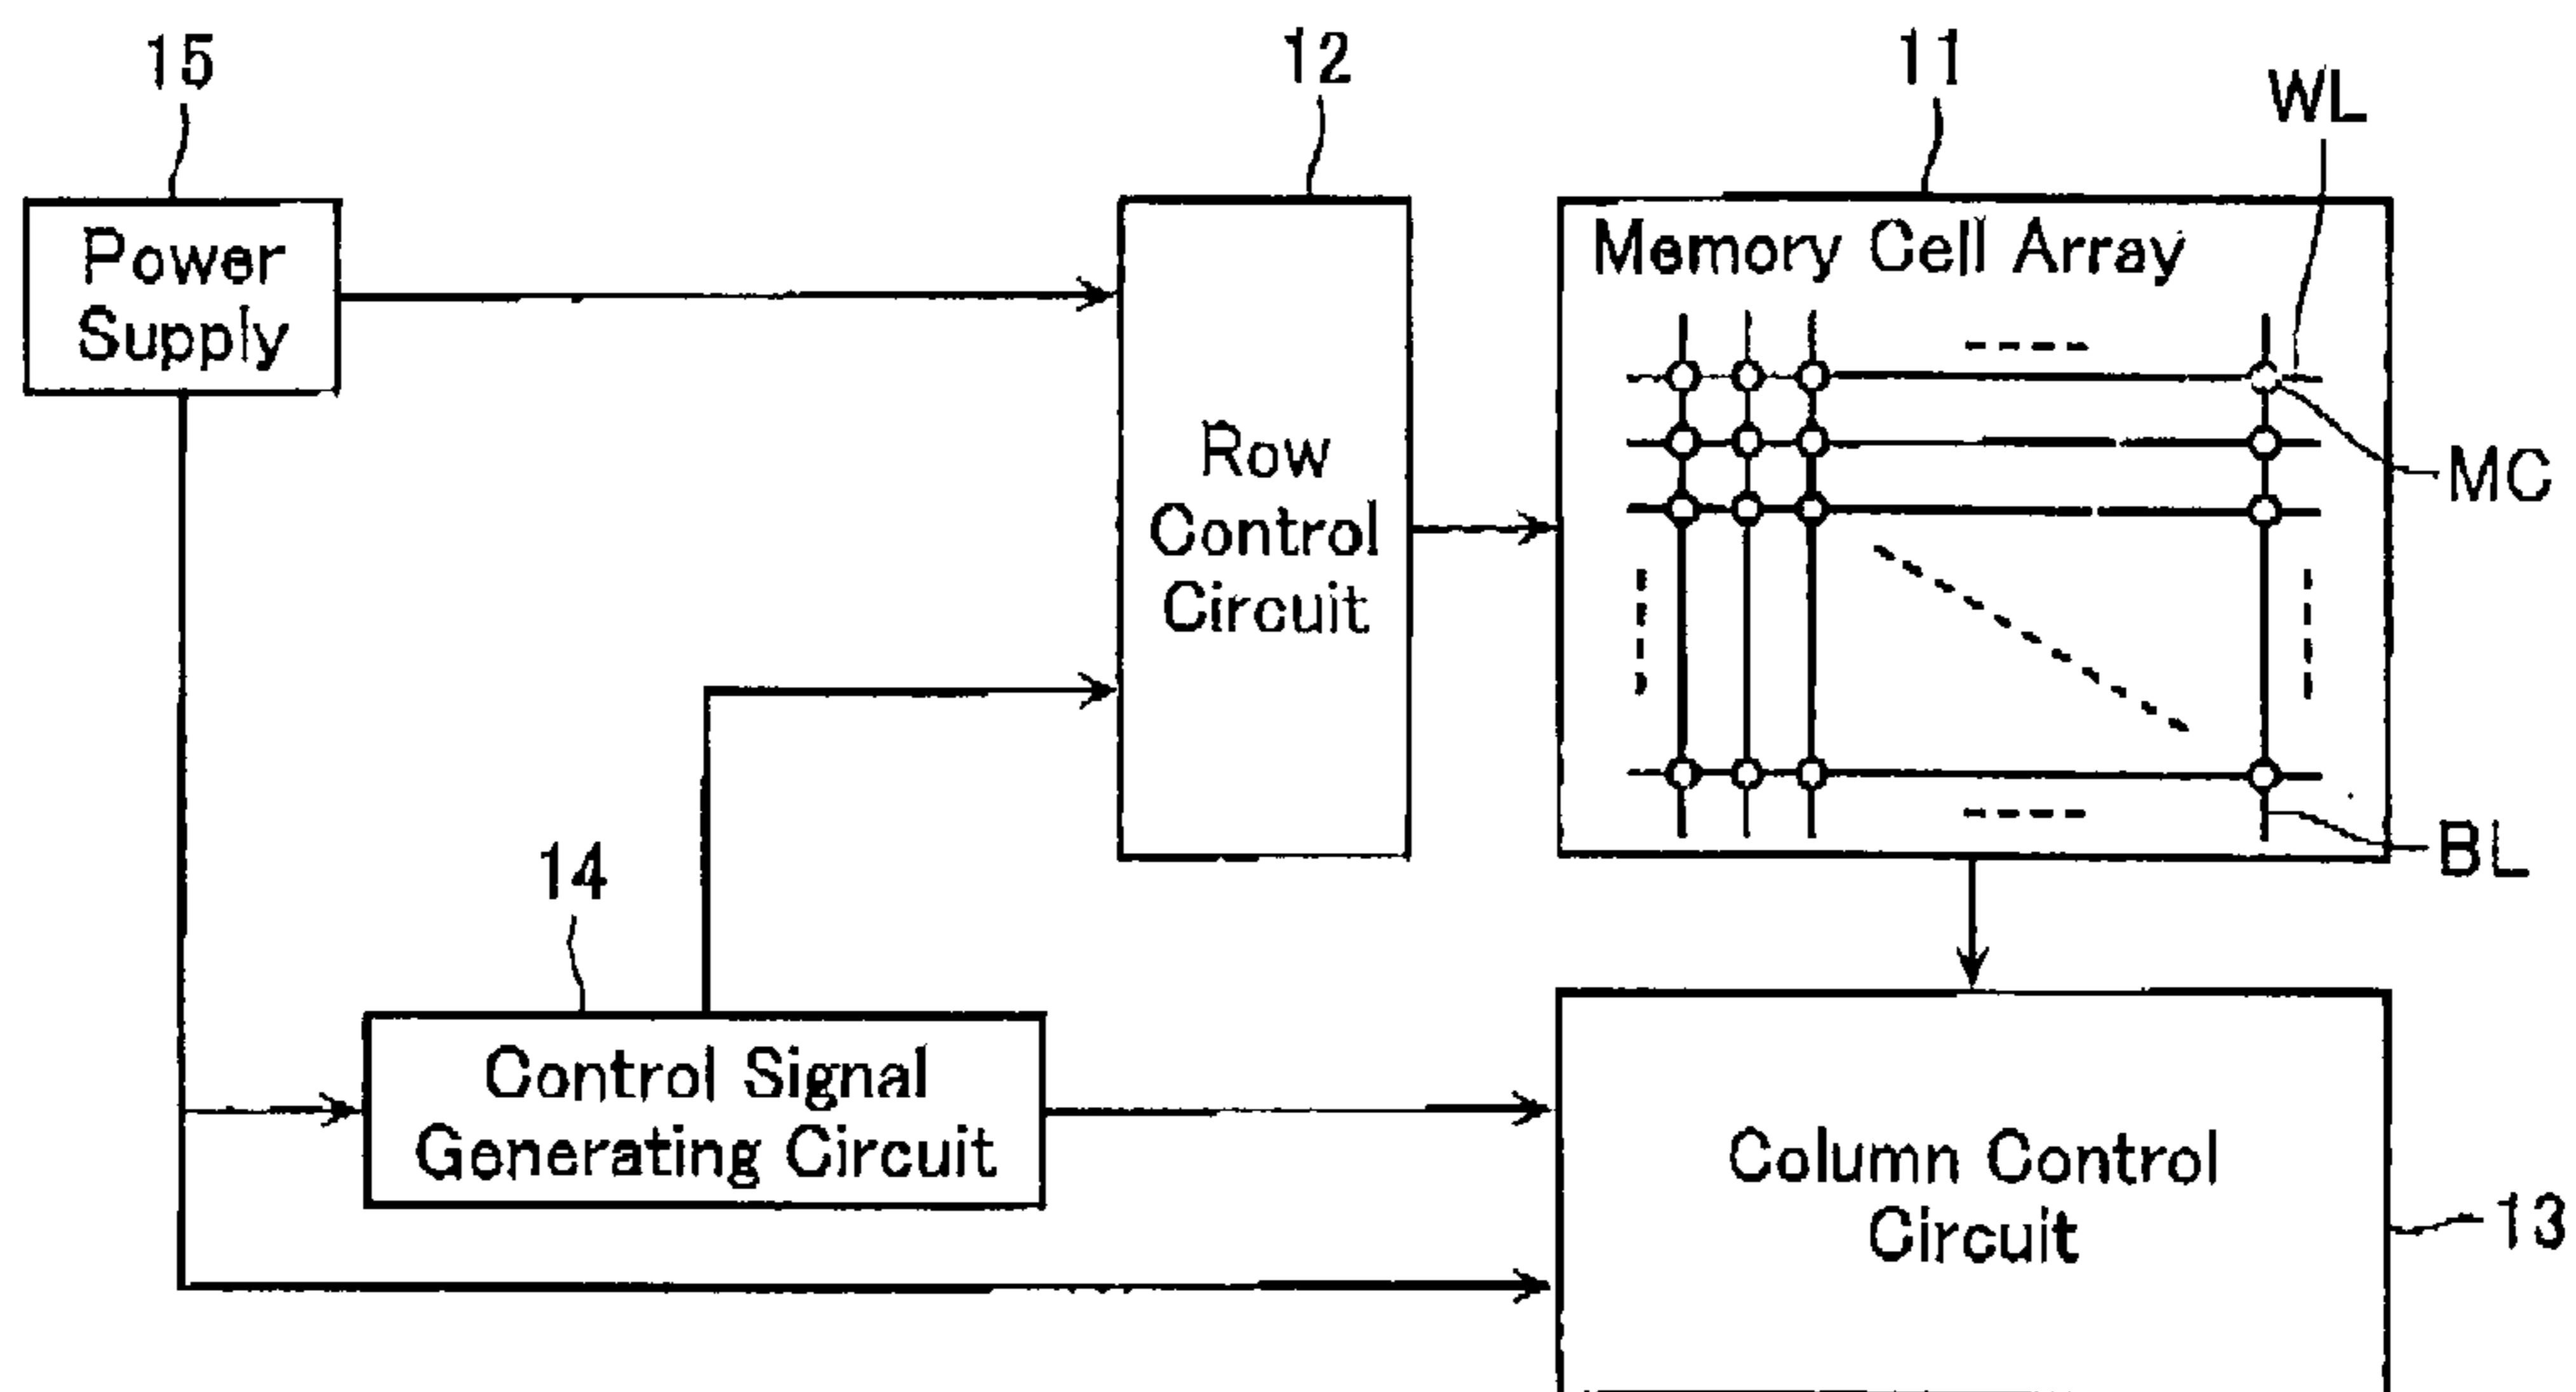 15
12
11
WL
Power
Supply
Memory Cell Array
Row
Control
Circuit
MC
14
BL
Control Signal
Generating Circuit
Column Control
Circuit
13